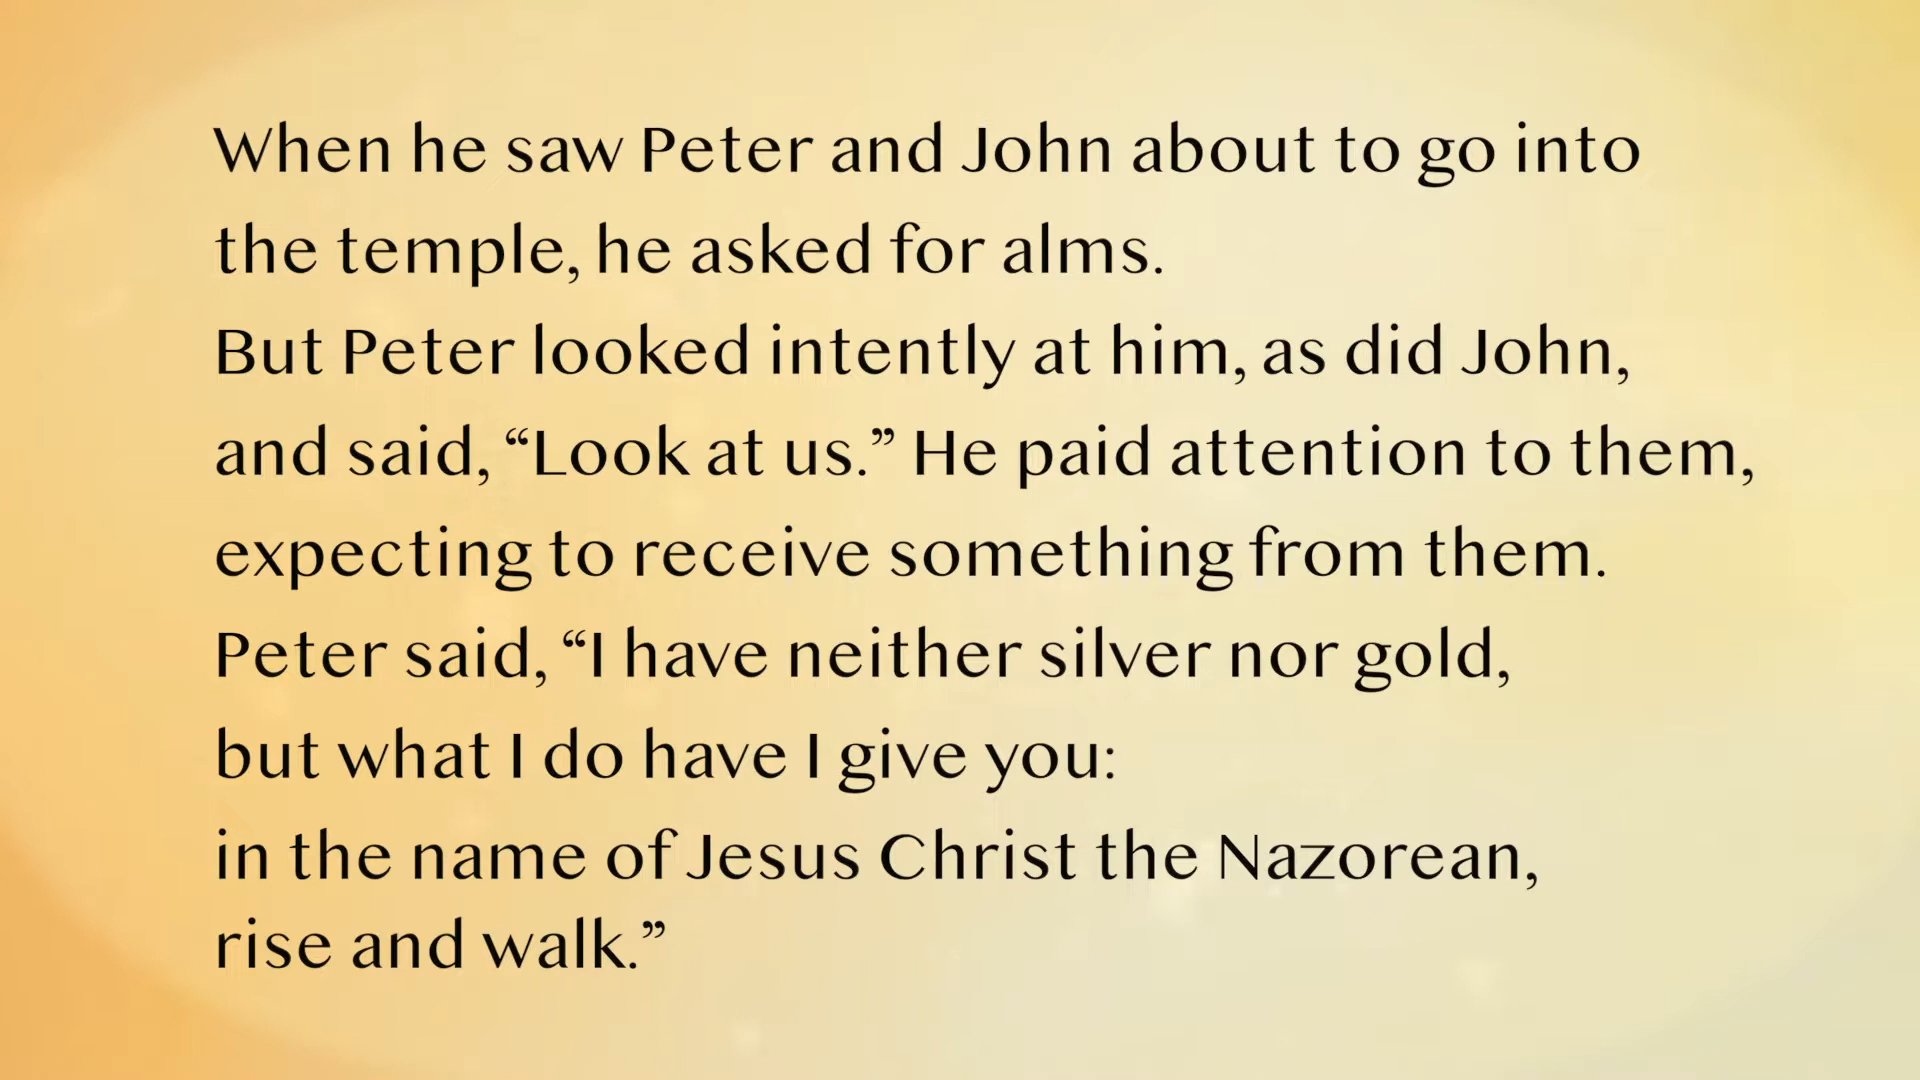 When he saw Peter and John about to go into
the temple, he asked for alms.
But Peter looked intently at him, as did John,
and said, “Look at us.” He paid attention to them,
expecting to receive something from them.
Peter said, “I have neither silver nor gold,
but what I do have I give you:
in the name of Jesus Christ the Nazorean,
rise and walk.”